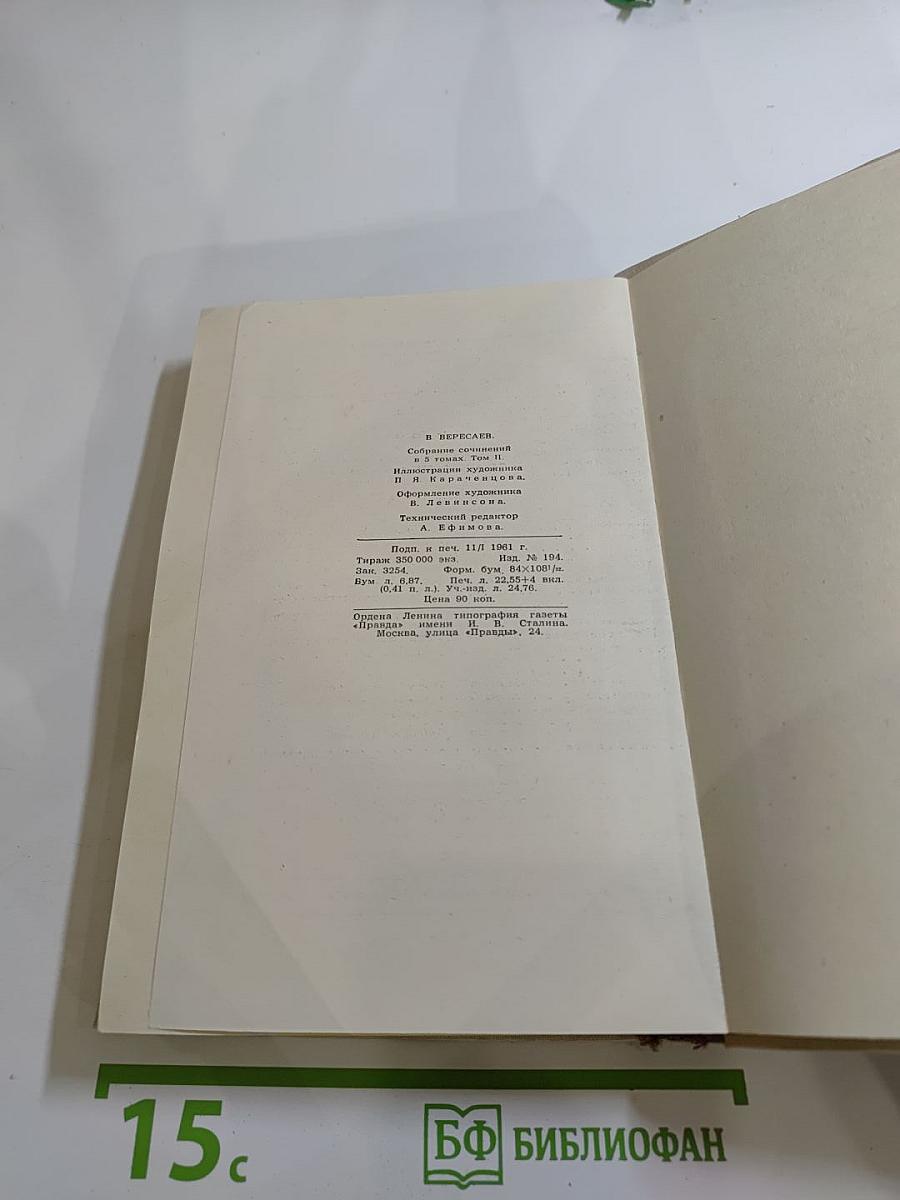 В ВЕРЕСАЕВ.
Собрание сочинений
в 5 томах. Том II.
Иллюстрации художника
П. Я. Караченцова.
Оформление художника
В. Левинсона.
Технический редактор
А. Ефимова.
Подп. к печ. 11/I 1961 г.
Тираж 350 000 экз. Изд. № 194.
Зак. 3254. Форм. бум. 84×108¹/₃₂.
Бум. л. 6,87. Печ. л. 22,55+4 вкл.
(0,41 п. л.). Уч.-изд. л. 24,76.
Цена 90 коп.
Ордена Ленина типография газеты
«Правда» имени И. В. Сталина.
Москва, улица «Правды», 24.
15 с
БФ БИБЛИОФАН